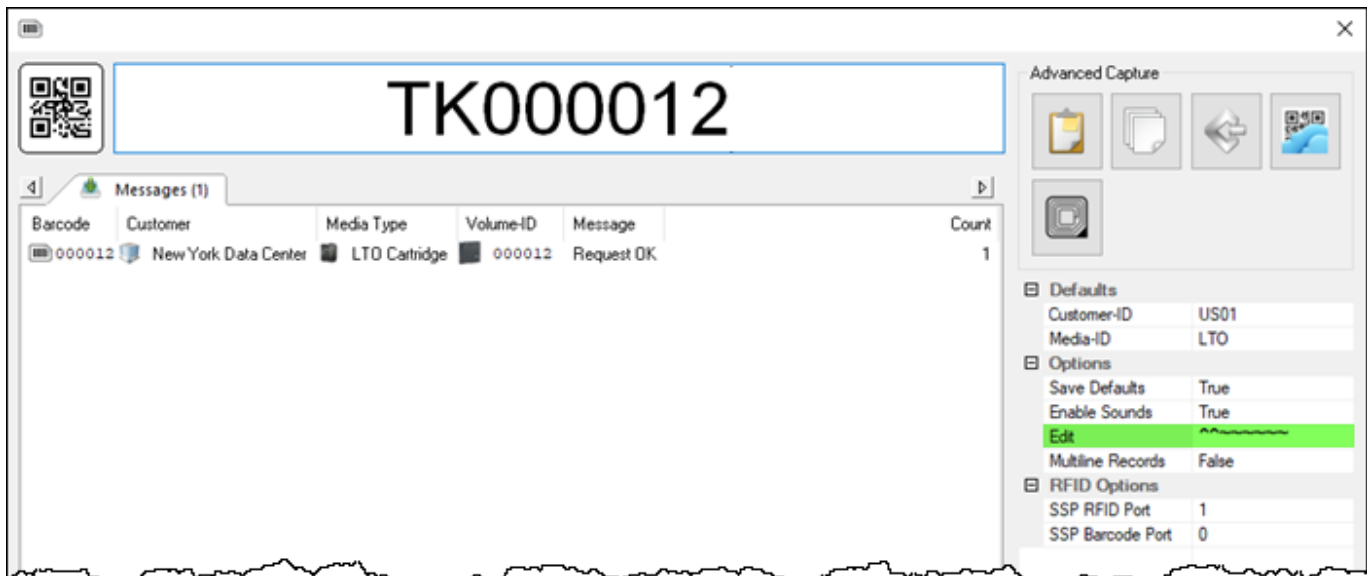 TK000012
Advanced Capture
Messages (1)
Barcode Customer Media Type Volume-ID Message Count
000012 New York Data Center LTO Cartridge 000012 Request OK 1
Defaults
Customer-ID US01
Media-ID LTO
Options
Save Defaults True
Enable Sounds True
Edit ^^~~~~~~
Multiline Records False
RFID Options
SSP RFID Port 1
SSP Barcode Port 0